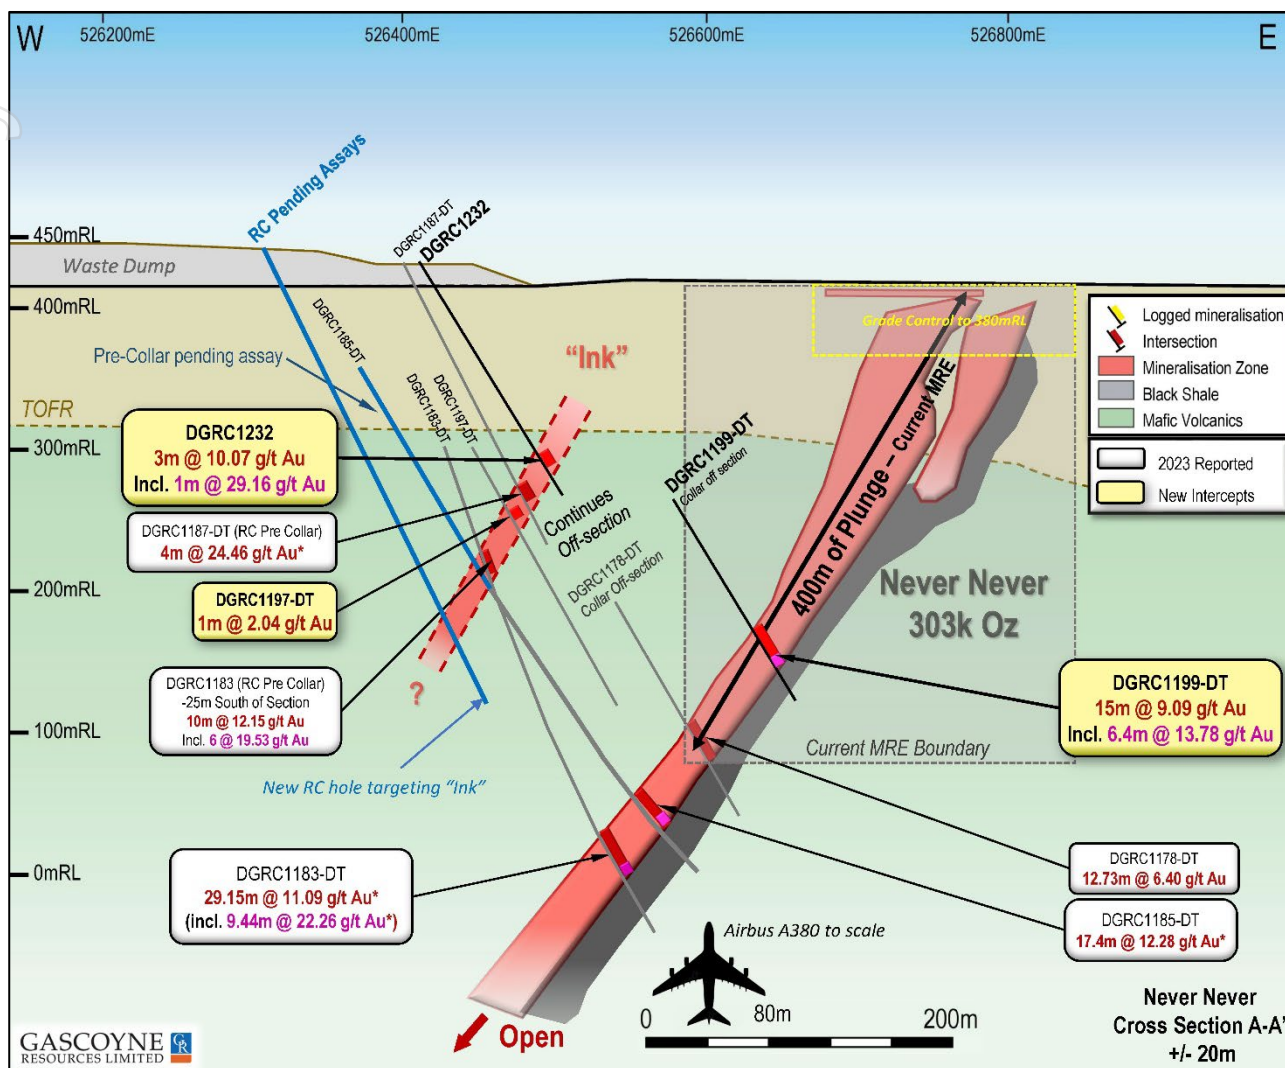 W
526200mE
526400mE
526600mE
526800mE
E
RC Pending Assays
DGRC1187-DT
DGRC1232
450mRL
Waste Dump
400mRL
DGRC1185-DT
Pre-Collar pending assay
"Ink"
Grade Control to 380mRL
Logged mineralisation
Intersection
Mineralisation Zone
Black Shale
Mafic Volcanics
2023 Reported
New Intercepts
TOFR
DGRC1183-DT
DGRC1197-DT
300mRL
DGRC1232
3m @ 10.07 g/t Au
Incl. 1m @ 29.16 g/t Au
DGRC1199-DT
Collar off section
400m of Plunge – Current MRE
Continues
Off-section
DGRC1187-DT (RC Pre Collar)
4m @ 24.46 g/t Au*
DGRC1178-DT
Collar Off-section
200mRL
Never Never
303k Oz
DGRC1197-DT
1m @ 2.04 g/t Au
DGRC1183 (RC Pre Collar)
-25m South of Section
10m @ 12.15 g/t Au
Incl. 6 @ 19.53 g/t Au
?
DGRC1199-DT
15m @ 9.09 g/t Au
Incl. 6.4m @ 13.78 g/t Au
100mRL
Current MRE Boundary
New RC hole targeting "Ink"
0mRL
DGRC1183-DT
29.15m @ 11.09 g/t Au*
(incl. 9.44m @ 22.26 g/t Au*)
DGRC1178-DT
12.73m @ 6.40 g/t Au
DGRC1185-DT
17.4m @ 12.28 g/t Au*
Airbus A380 to scale
80m
0
200m
Open
Never Never
Cross Section A-A'
+/- 20m
GASCOYNE
RESOURCES LIMITED
GR